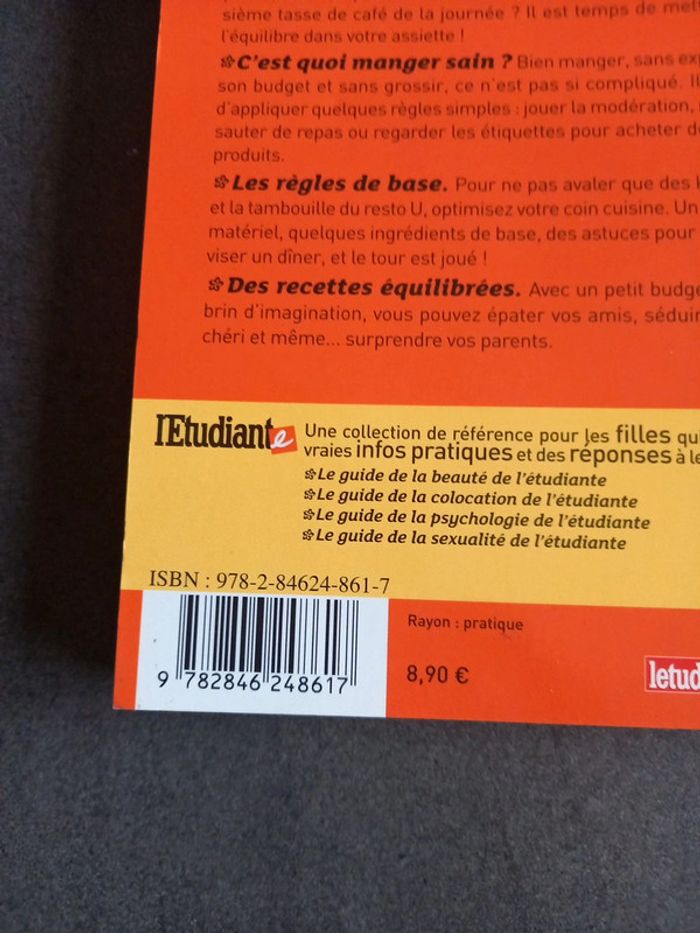 sième tasse de café de la journée ? Il est temps de
l'équilibre dans votre assiette !
C'est quoi manger sain ? Bien manger, sans
son budget et sans grossir, ce n'est pas si compliqué.
d'appliquer quelques règles simples : jouer la modération,
sauter de repas ou regarder les étiquettes pour acheter
produits.
Les règles de base. Pour ne pas avaler que des
et la tambouille du resto U, optimisez votre coin cuisine. Un
matériel, quelques ingrédients de base, des astuces pour
viser un dîner, et le tour est joué !
Des recettes équilibrées. Avec un petit
brin d'imagination, vous pouvez épater vos amis,
chéri et même... surprendre vos parents.
l'Etudiante
Une collection de référence pour les filles
vraies infos pratiques et des réponses à
Le guide de la beauté de l'étudiante
Le guide de la colocation de l'étudiante
Le guide de la psychologie de l'étudiante
Le guide de la sexualité de l'étudiante
ISBN : 978-2-84624-861-7
9 782846 248617
Rayon : pratique
8,90 €
letud